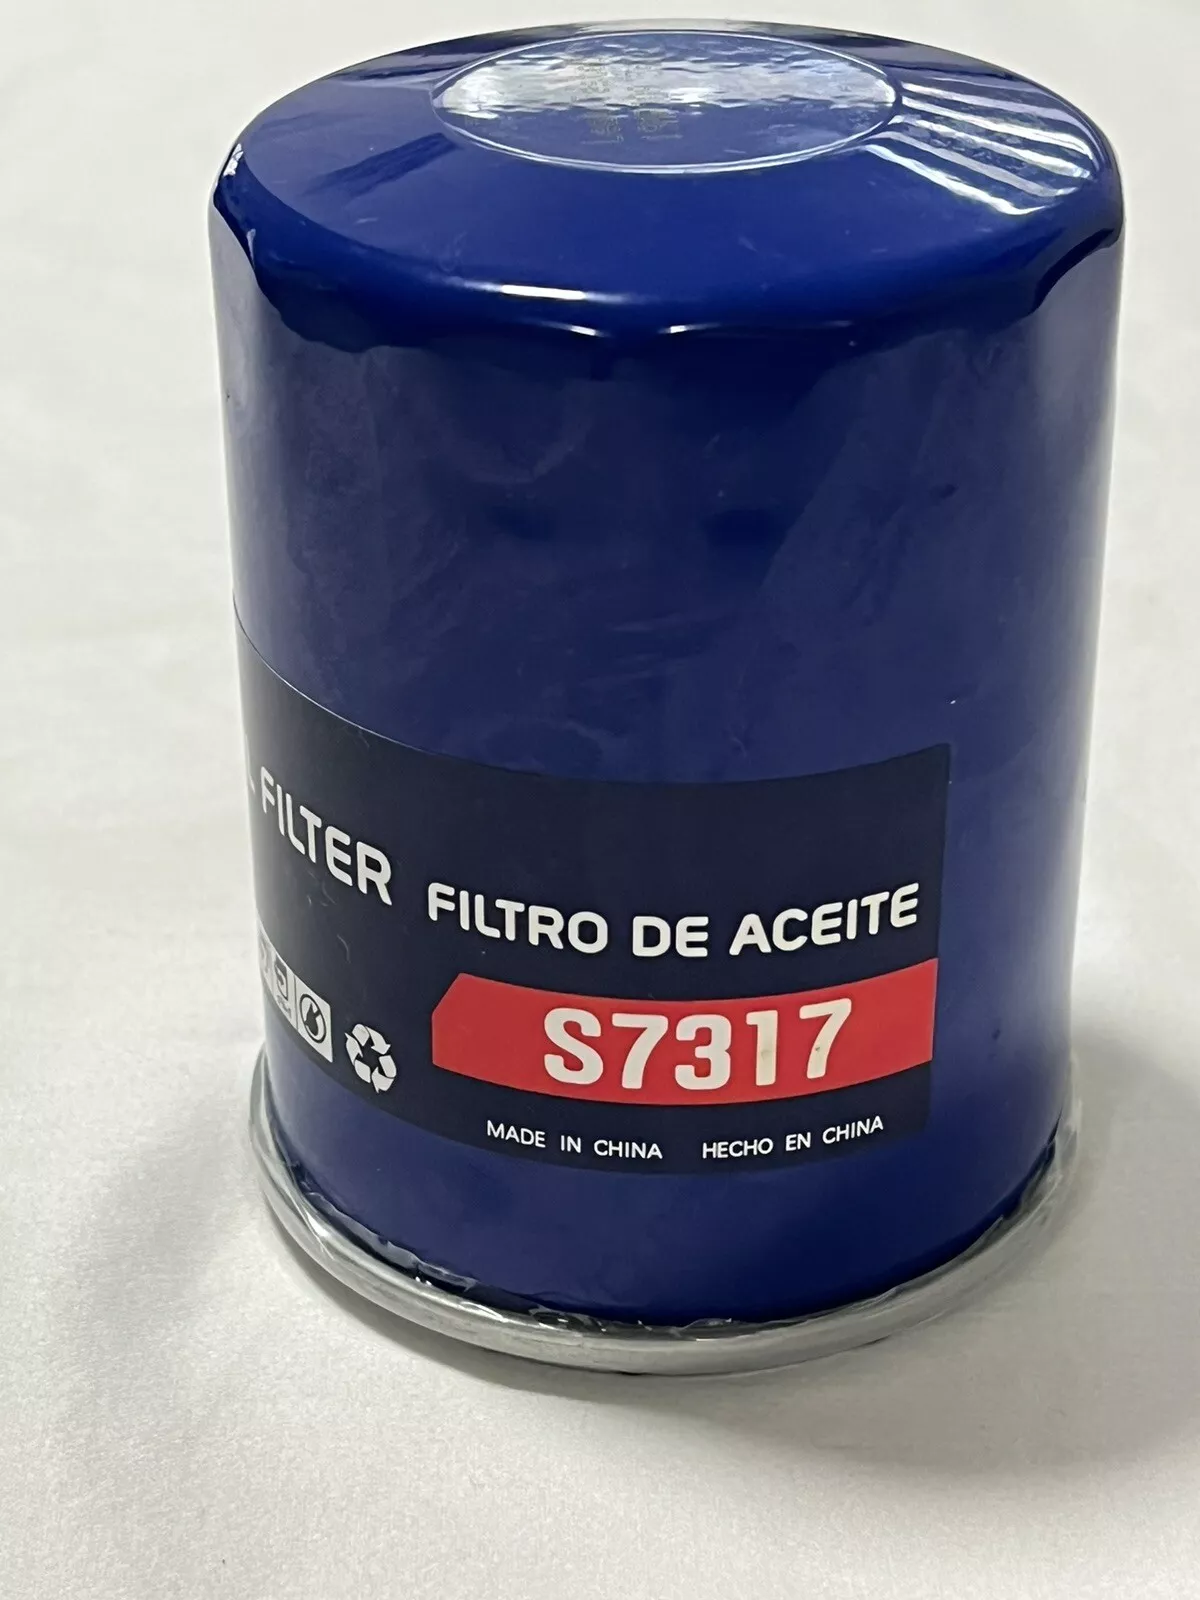 FILTER
FILTRO DE ACEITE
S7317
MADE IN CHINA HECHO EN CHINA